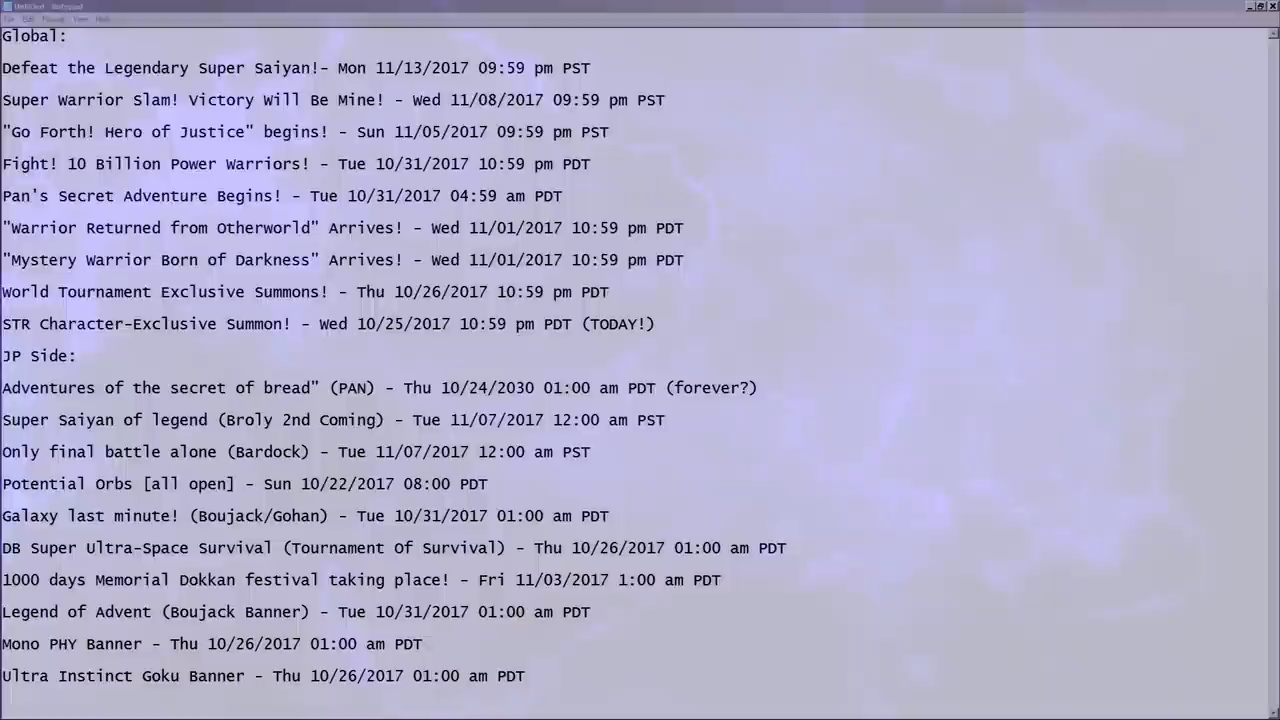 Untitled - Notepad
File Edit Format View Help
Global:
Defeat the Legendary Super Saiyan!- Mon 11/13/2017 09:59 pm PST
Super Warrior Slam! Victory Will Be Mine! - Wed 11/08/2017 09:59 pm PST
"Go Forth! Hero of Justice" begins! - Sun 11/05/2017 09:59 pm PST
Fight! 10 Billion Power Warriors! - Tue 10/31/2017 10:59 pm PDT
Pan's Secret Adventure Begins! - Tue 10/31/2017 04:59 am PDT
"Warrior Returned from Otherworld" Arrives! - Wed 11/01/2017 10:59 pm PDT
"Mystery Warrior Born of Darkness" Arrives! - Wed 11/01/2017 10:59 pm PDT
World Tournament Exclusive Summons! - Thu 10/26/2017 10:59 pm PDT
STR Character-Exclusive Summon! - Wed 10/25/2017 10:59 pm PDT (TODAY!)
JP Side:
Adventures of the secret of bread" (PAN) - Thu 10/24/2030 01:00 am PDT (forever?)
Super Saiyan of legend (Broly 2nd Coming) - Tue 11/07/2017 12:00 am PST
Only final battle alone (Bardock) - Tue 11/07/2017 12:00 am PST
Potential Orbs [all open] - Sun 10/22/2017 08:00 PDT
Galaxy last minute! (Boujack/Gohan) - Tue 10/31/2017 01:00 am PDT
DB Super Ultra-Space Survival (Tournament Of Survival) - Thu 10/26/2017 01:00 am PDT
1000 days Memorial Dokkan festival taking place! - Fri 11/03/2017 1:00 am PDT
Legend of Advent (Boujack Banner) - Tue 10/31/2017 01:00 am PDT
Mono PHY Banner - Thu 10/26/2017 01:00 am PDT
Ultra Instinct Goku Banner - Thu 10/26/2017 01:00 am PDT